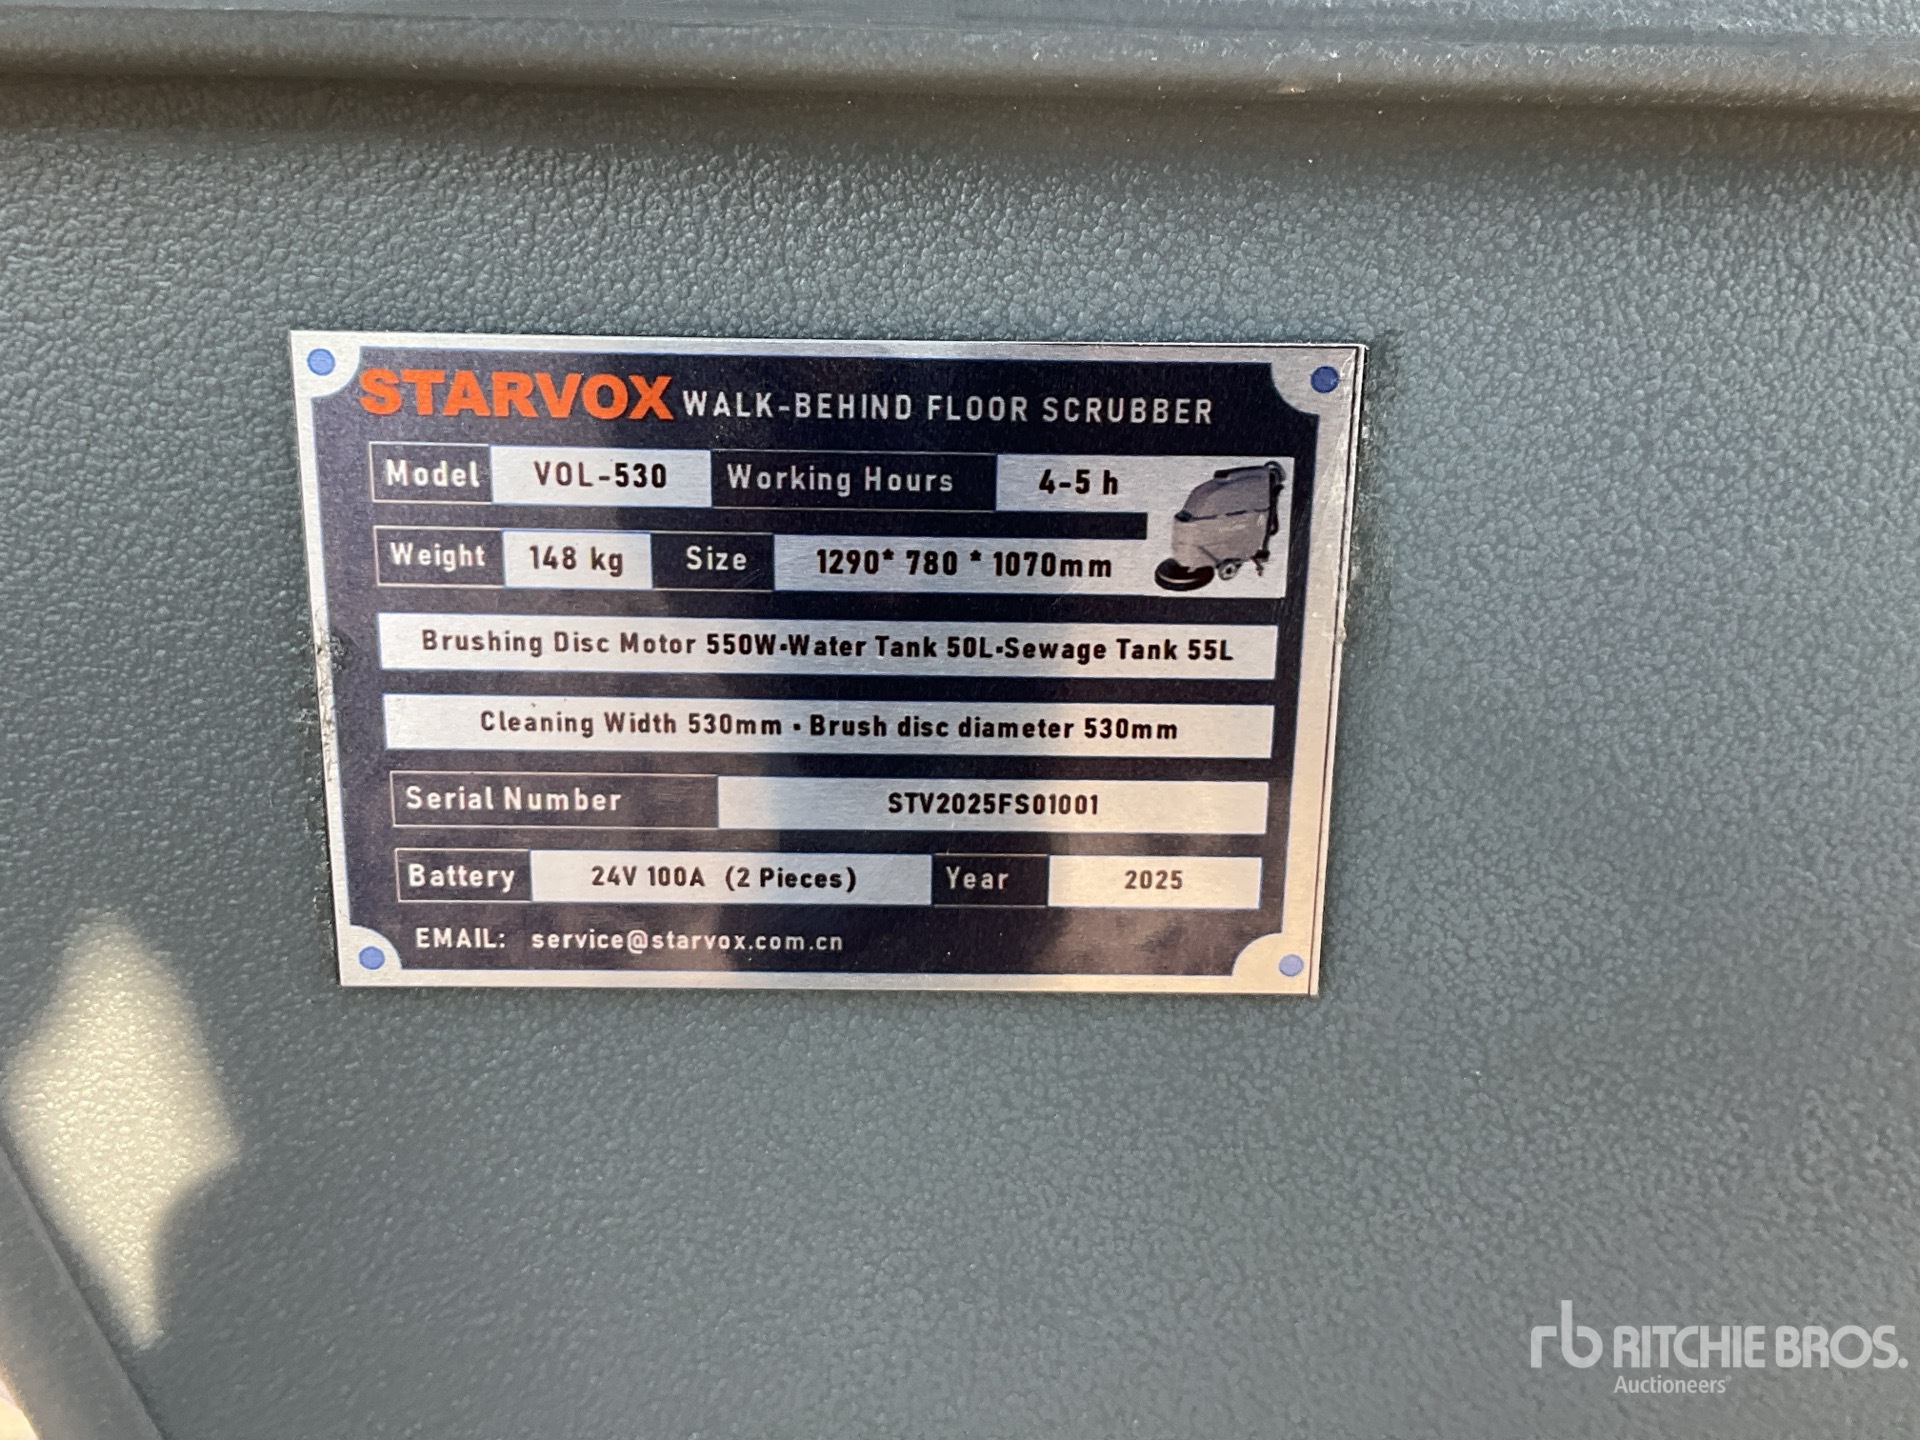 STARVOX WALK-BEHIND FLOOR SCRUBBER
Model VOL-530 Working Hours 4-5 h
Weight 148 kg Size 1290* 780 * 1070mm
Brushing Disc Motor 550W-Water Tank 50L-Sewage Tank 55L
Cleaning Width 530mm - Brush disc diameter 530mm
Serial Number STV2025FS01001
Battery 24V 100A (2 Pieces) Year 2025
EMAIL: service@starvox.com.cn
rb RITCHIE BROS.
Auctioneers